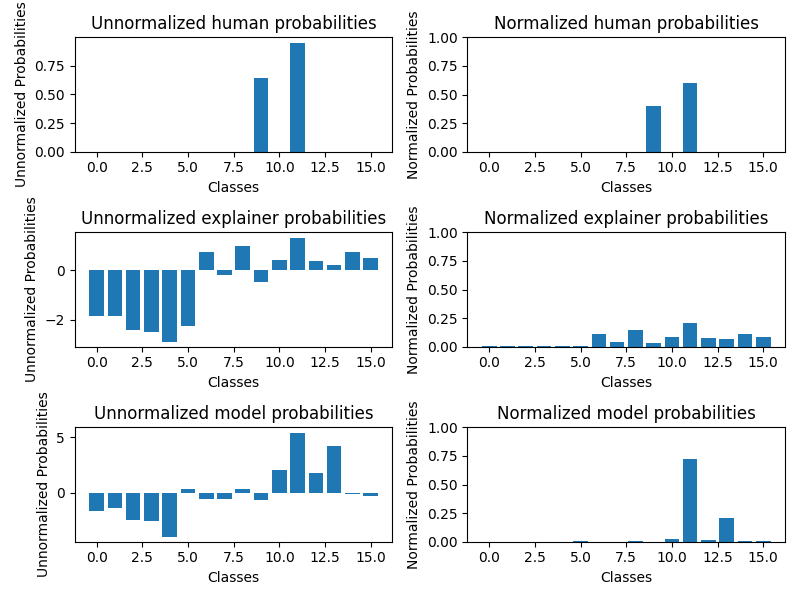 Unnormalized human probabilities
Unnormalized Probabilities
0.75
0.50
0.25
0.00
0.0 2.5 5.0 7.5 10.0 12.5 15.0
Classes
Normalized human probabilities
Normalized Probabilities
1.00
0.75
0.50
0.25
0.00
0.0 2.5 5.0 7.5 10.0 12.5 15.0
Classes
Unnormalized explainer probabilities
Unnormalized Probabilities
0
−2
0.0 2.5 5.0 7.5 10.0 12.5 15.0
Classes
Normalized explainer probabilities
Normalized Probabilities
1.00
0.75
0.50
0.25
0.00
0.0 2.5 5.0 7.5 10.0 12.5 15.0
Classes
Unnormalized model probabilities
Unnormalized Probabilities
5
0
0.0 2.5 5.0 7.5 10.0 12.5 15.0
Classes
Normalized model probabilities
Normalized Probabilities
1.00
0.75
0.50
0.25
0.00
0.0 2.5 5.0 7.5 10.0 12.5 15.0
Classes